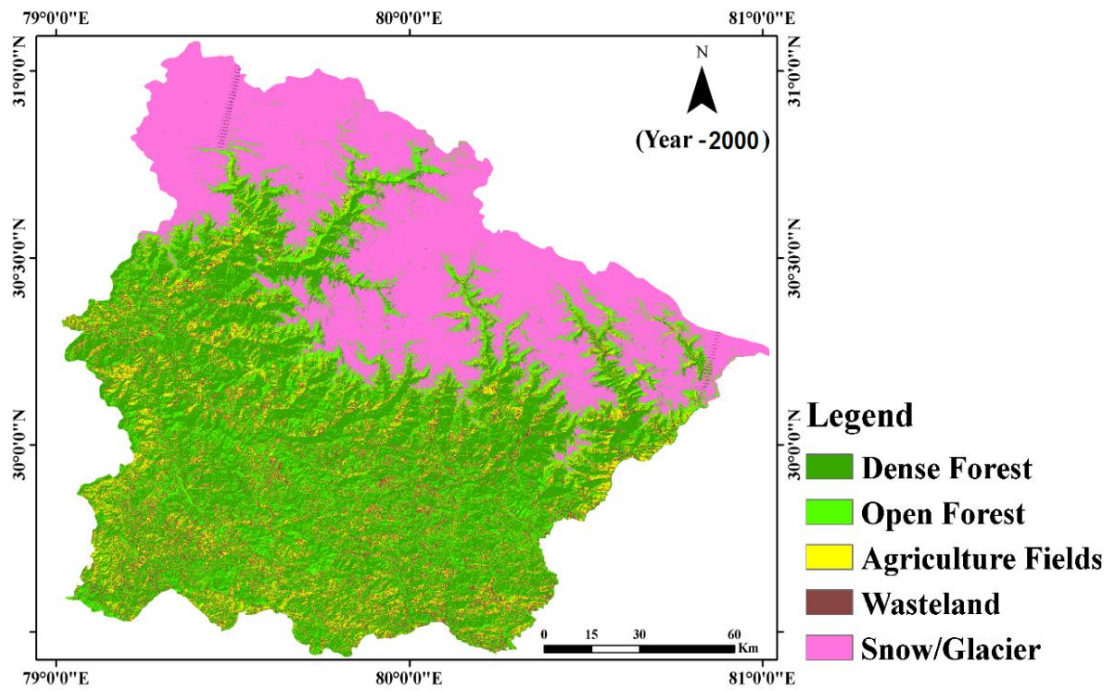 79°0'0"E
80°0'0"E
81°0'0"E
31°0'0"N
31°0'0"N
N
(Year -2000)
30°30'0"N
30°30'0"N
30°0'0"N
30°0'0"N
Legend
Dense Forest
Open Forest
Agriculture Fields
Wasteland
Snow/Glacier
0 15 30 60
Km
79°0'0"E
80°0'0"E
81°0'0"E